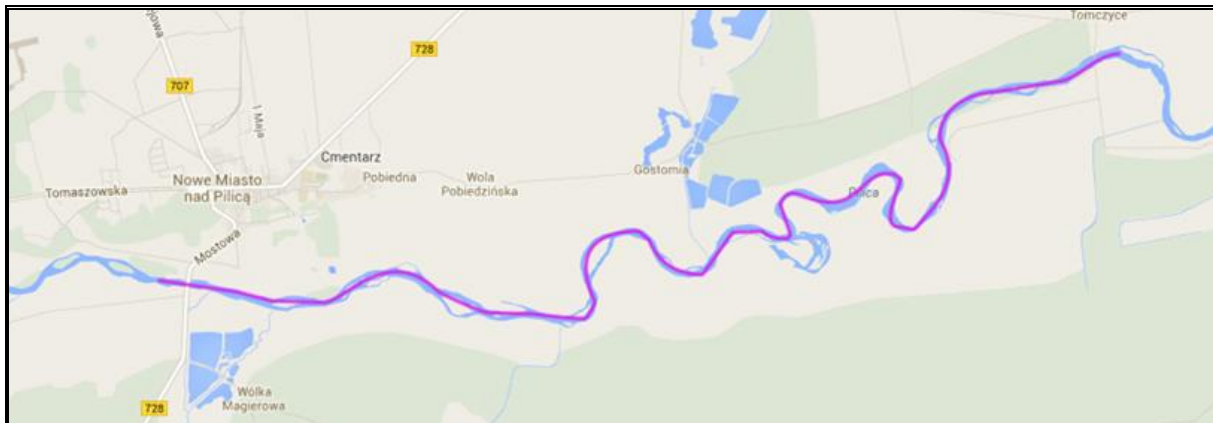 Tomczyce
728
707
1 Maja
Cmentarz
Pobiedna
Wola
Pobiedzińska
Gostomia
Tomaszowska
Nowe Miasto
nad Pilicą
Pilica
Mostowa
Wólka
Magierowa
728